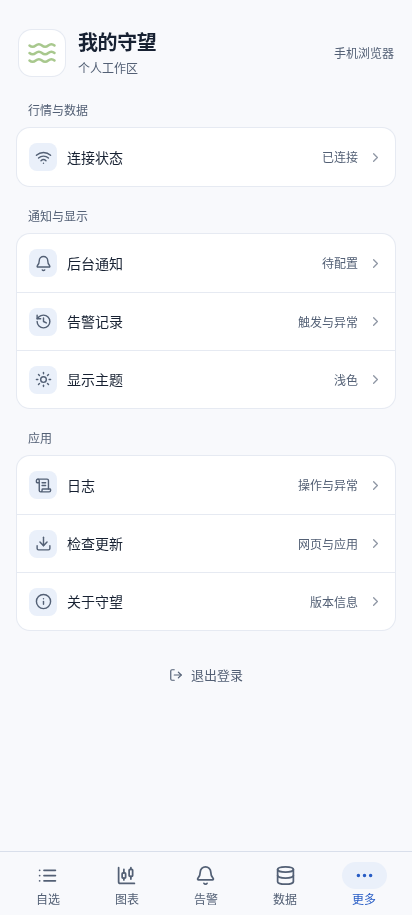 我的守望
个人工作区
手机浏览器
行情与数据
连接状态 已连接
通知与显示
后台通知 待配置
告警记录 触发与异常
显示主题 浅色
应用
日志 操作与异常
检查更新 网页与应用
关于守望 版本信息
退出登录
自选 图表 告警 数据 更多